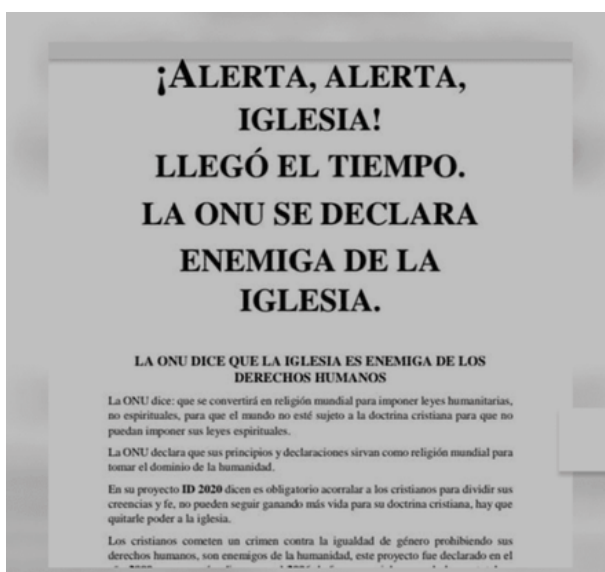 ¡ALERTA, ALERTA,
IGLESIA!
LLEGÓ EL TIEMPO.
LA ONU SE DECLARA
ENEMIGA DE LA
IGLESIA.
LA ONU DICE QUE LA IGLESIA ES ENEMIGA DE LOS
DERECHOS HUMANOS
La ONU dice: que se convertirá en religión mundial para imponer leyes humanitarias,
no espirituales, para que el mundo no esté sujeto a la doctrina cristiana para que no
puedan imponer sus leyes espirituales.
La ONU declara que sus principios y declaraciones sirvan como religión mundial para
tomar el dominio de la humanidad.
En su proyecto ID 2020 dicen es obligatorio acorralar a los cristianos para dividir sus
creencias y fe, no pueden seguir ganando más vida para su doctrina cristiana, hay que
quitarle poder a la iglesia.
Los cristianos cometen un crimen contra la igualdad de género prohibiendo sus
derechos humanos, son enemigos de la humanidad, este proyecto fue declarado en el